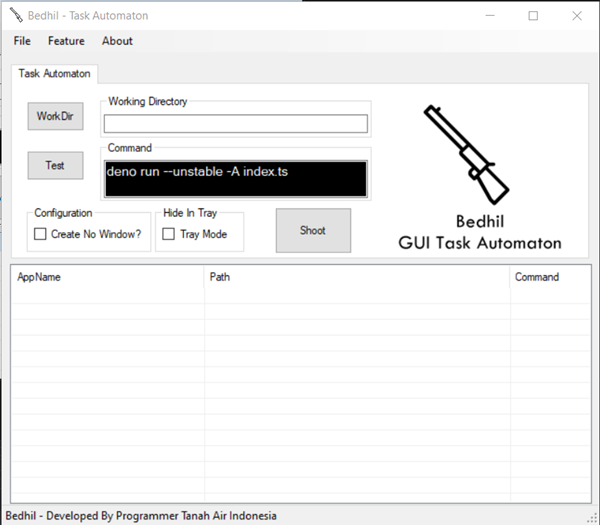 Bedhil - Task Automaton
File Feature About
Task Automaton
WorkDir
Working Directory
Test
Command
deno run --unstable -A index.ts
Configuration
Create No Window?
Hide In Tray
Tray Mode
Shoot
Bedhil
GUI Task Automaton
AppName Path Command
Bedhil - Developed By Programmer Tanah Air Indonesia